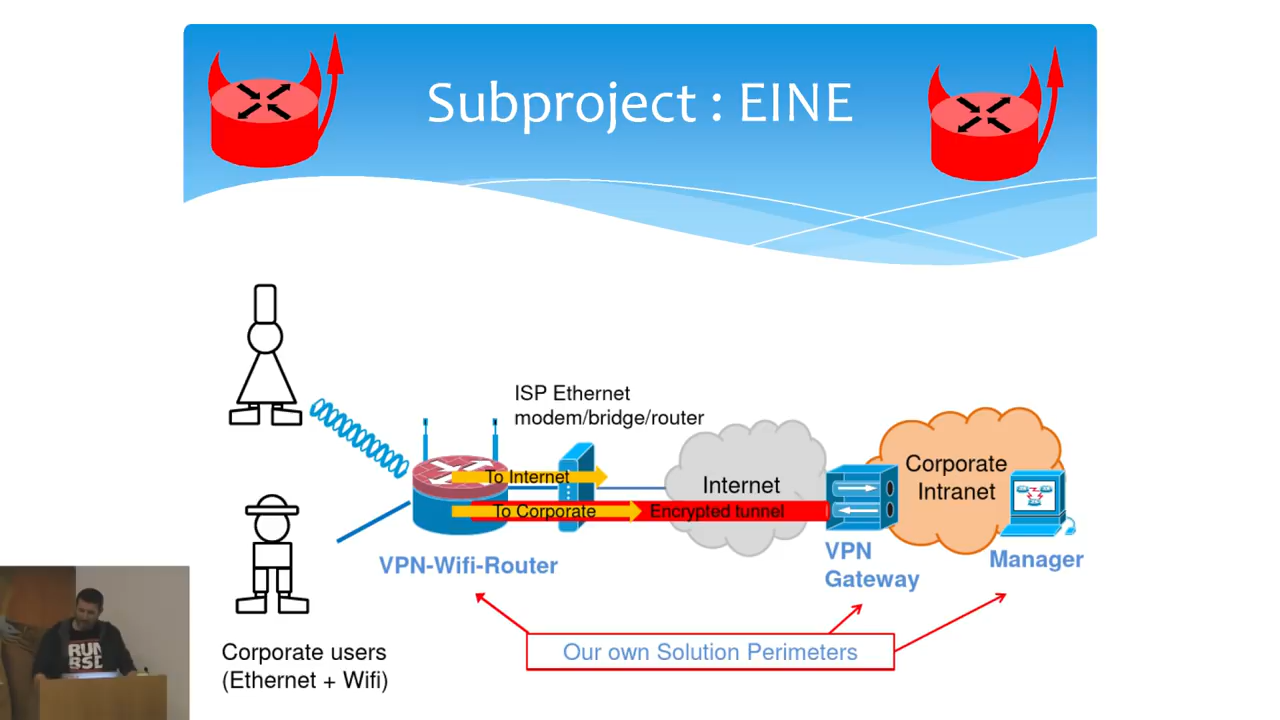 Subproject : EINE
ISP Ethernet
modem/bridge/router
To Internet
Internet
Corporate
Intranet
To Corporate
Encrypted tunnel
VPN-Wifi-Router
VPN
Gateway
Manager
Our own Solution Perimeters
Corporate users
(Ethernet + Wifi)
RUN
BSD